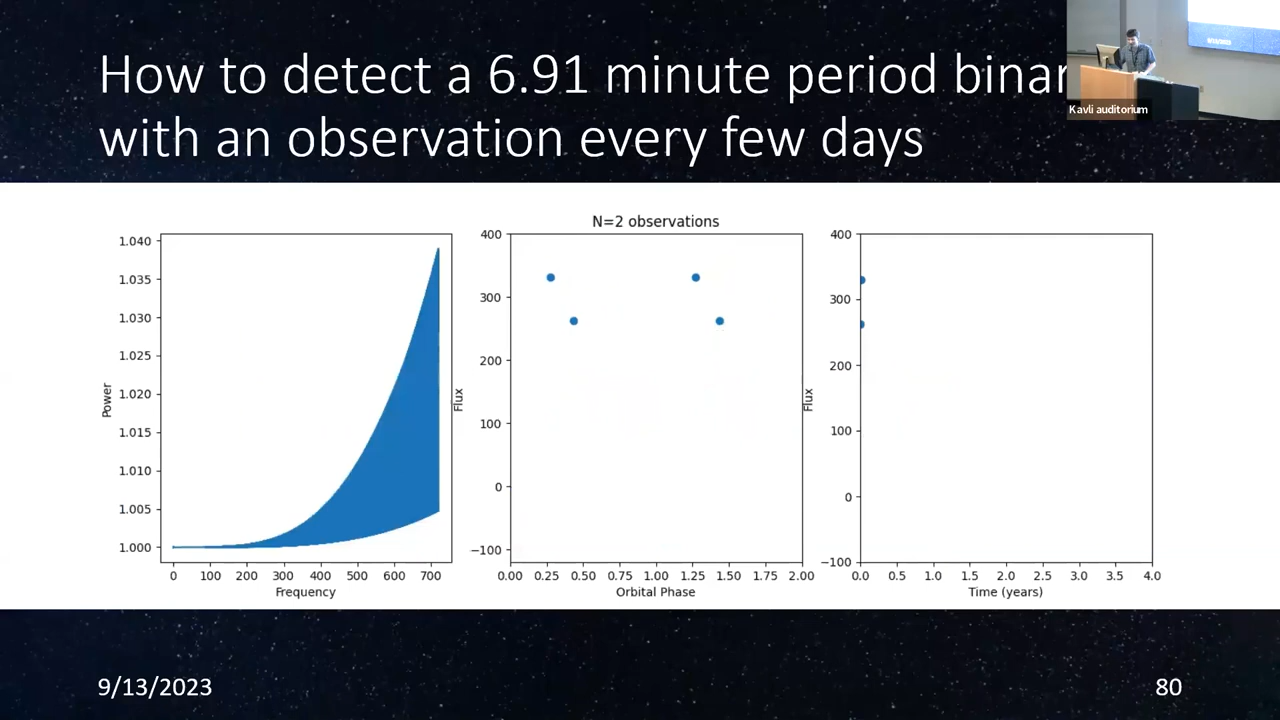 How to detect a 6.91 minute period binar
with an observation every few days
Kavli auditorium
N=2 observations
1.040
1.035
1.030
1.025
1.020
1.015
1.010
1.005
1.000
Power
0 100 200 300 400 500 600 700
Frequency
400
300
200
100
0
−100
Flux
0.00 0.25 0.50 0.75 1.00 1.25 1.50 1.75 2.00
Orbital Phase
400
300
200
100
0
−100
Flux
0.0 0.5 1.0 1.5 2.0 2.5 3.0 3.5 4.0
Time (years)
9/13/2023
80